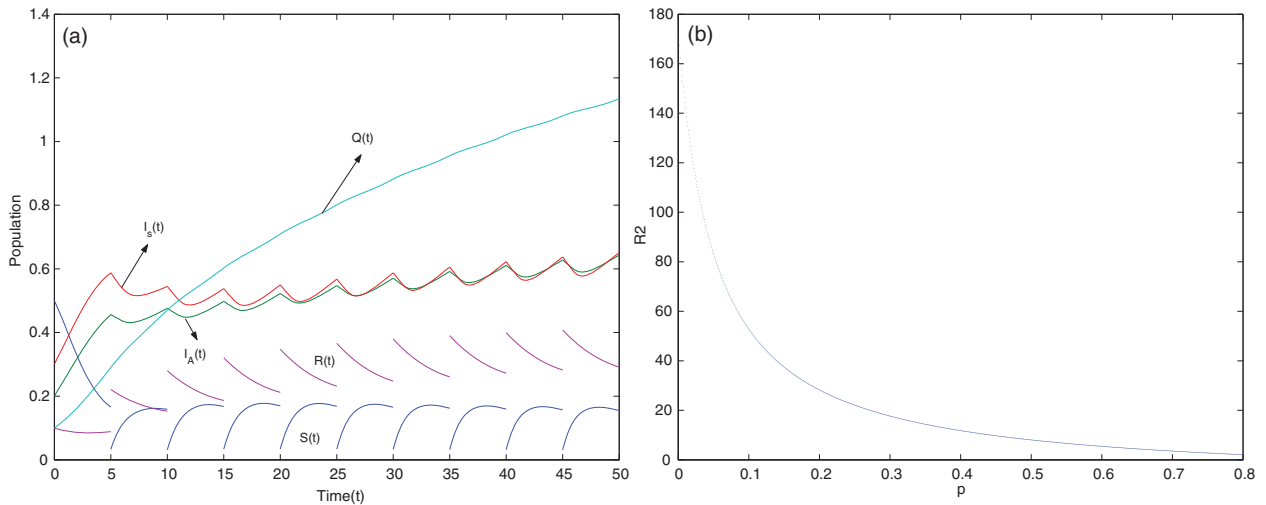 (a)
1.4
1.2
1
0.8
0.6
0.4
0.2
0
Population
Q(t)
I_s(t)
I_A(t)
R(t)
S(t)
0 5 10 15 20 25 30 35 40 45 50
Time(t)
(b)
180
160
140
120
100
80
60
40
20
0
R2
0 0.1 0.2 0.3 0.4 0.5 0.6 0.7 0.8
p